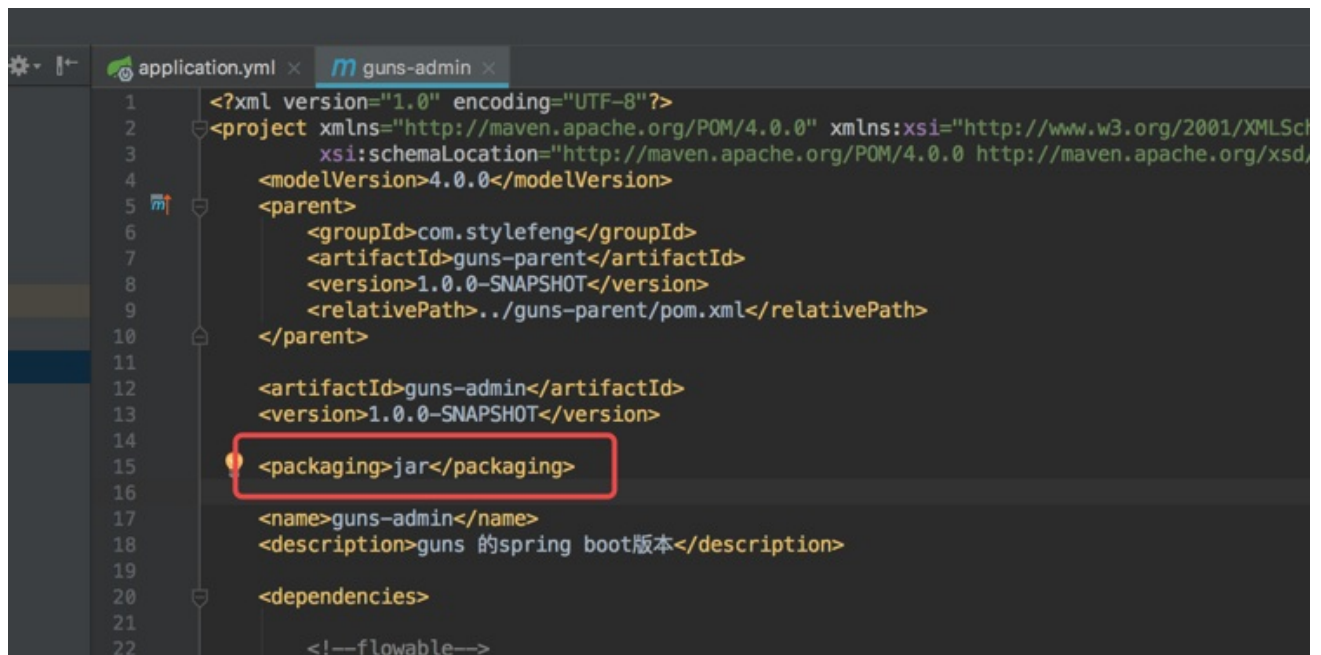 application.yml
guns-admin
1 <?xml version="1.0" encoding="UTF-8"?>
2 <project xmlns="http://maven.apache.org/POM/4.0.0" xmlns:xsi="http://www.w3.org/2001/XMLSch
3 xsi:schemaLocation="http://maven.apache.org/POM/4.0.0 http://maven.apache.org/xsd/
4 <modelVersion>4.0.0</modelVersion>
5 <parent>
6 <groupId>com.stylefeng</groupId>
7 <artifactId>guns-parent</artifactId>
8 <version>1.0.0-SNAPSHOT</version>
9 <relativePath>../guns-parent/pom.xml</relativePath>
10 </parent>
11
12 <artifactId>guns-admin</artifactId>
13 <version>1.0.0-SNAPSHOT</version>
14
15 <packaging>jar</packaging>
16
17 <name>guns-admin</name>
18 <description>guns 的spring boot版本</description>
19
20 <dependencies>
21
22 <!--flowable-->